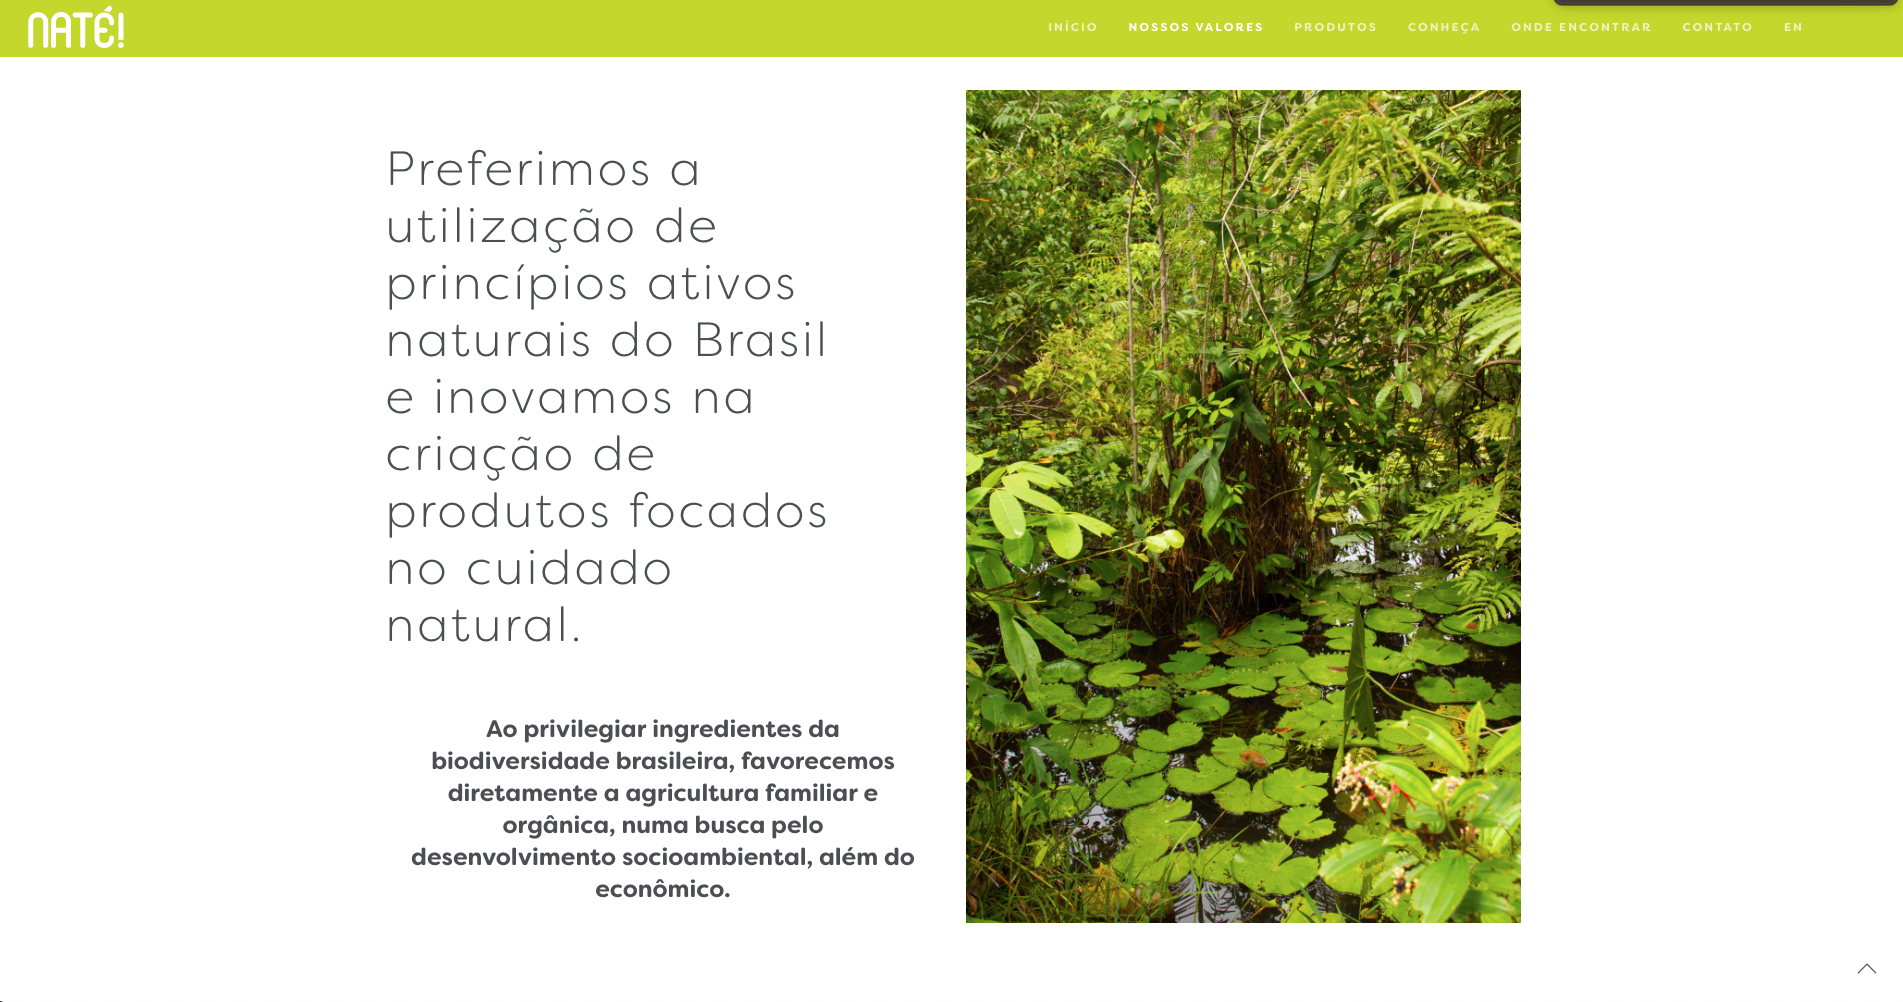 NATÉ!
INÍCIO NOSSOS VALORES PRODUTOS CONHEÇA ONDE ENCONTRAR CONTATO EN
Preferimos a
utilização de
princípios ativos
naturais do Brasil
e inovamos na
criação de
produtos focados
no cuidado
natural.
Ao privilegiar ingredientes da
biodiversidade brasileira, favorecemos
diretamente a agricultura familiar e
orgânica, numa busca pelo
desenvolvimento socioambiental, além do
econômico.